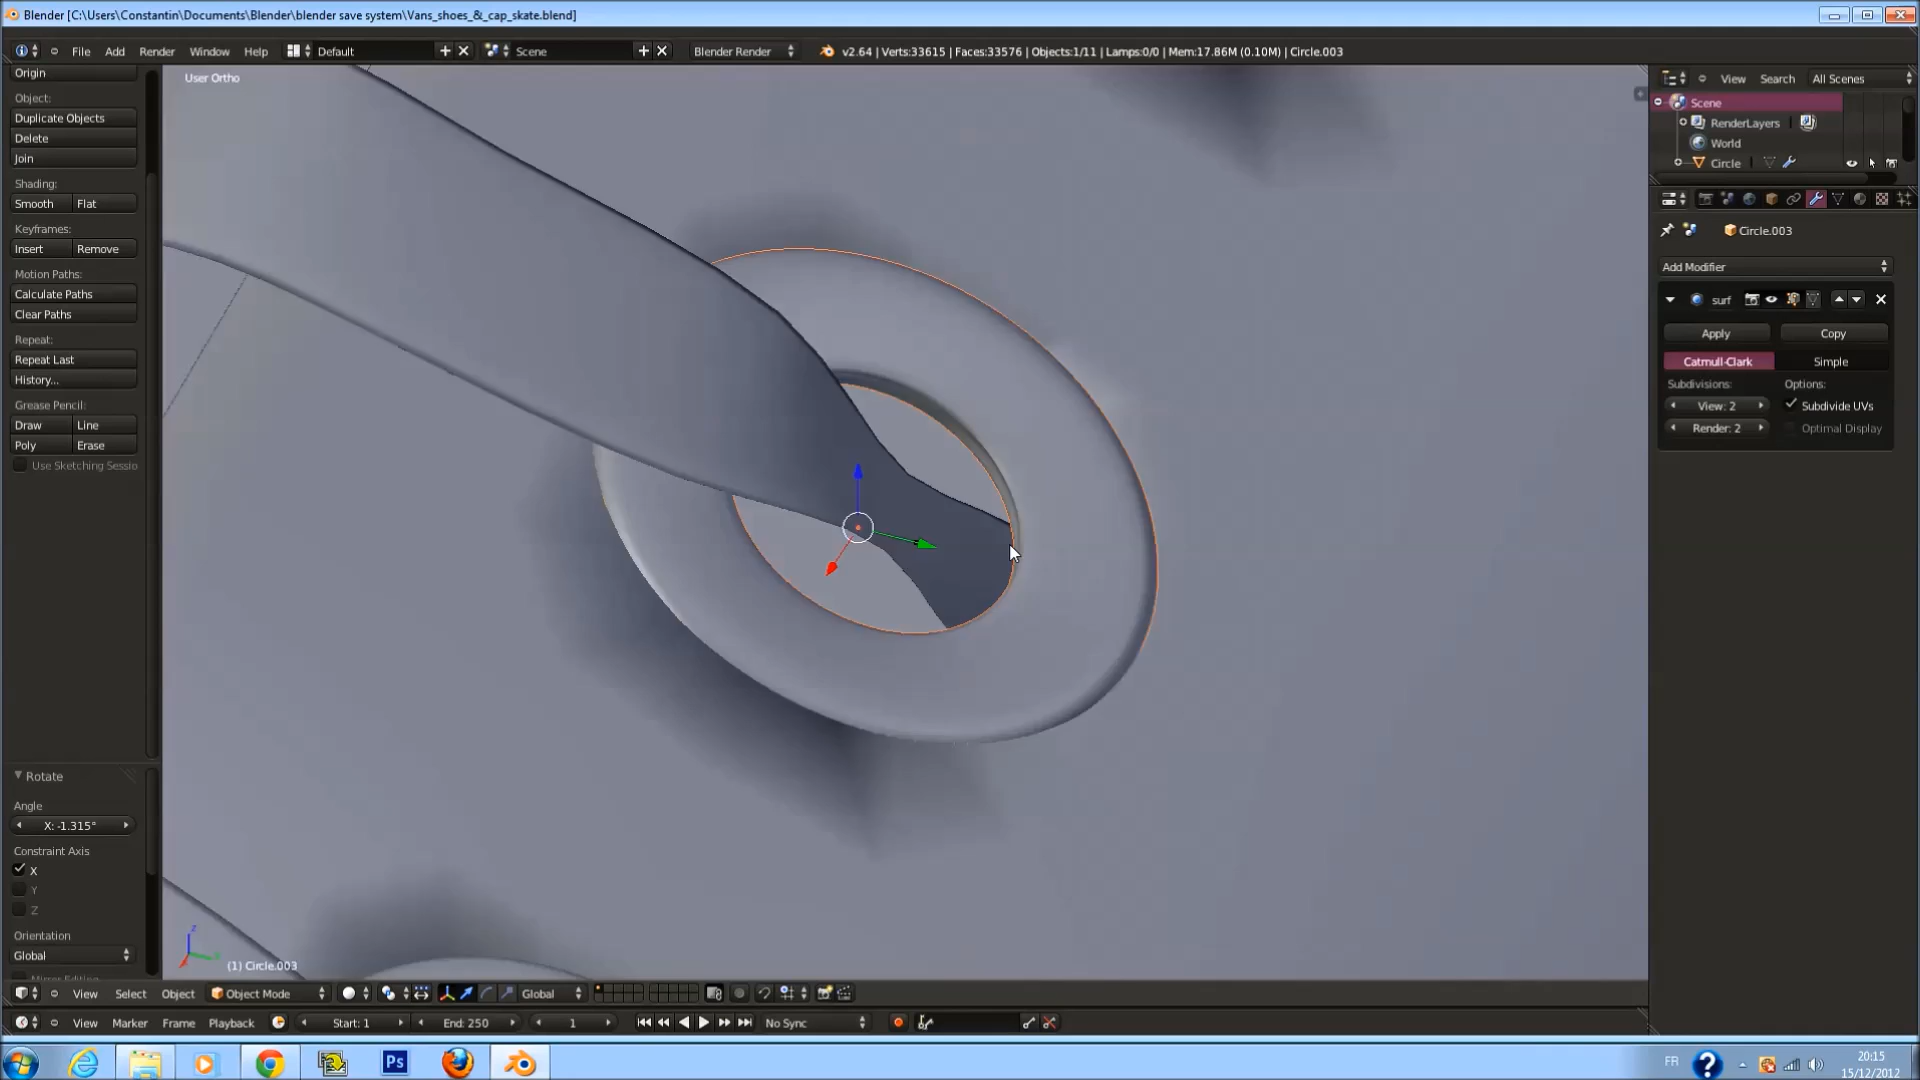 Blender [C:\Users\Constantin\Documents\Blender\blender save system\Vans_shoes_&_cap_skate.blend]
File Add Render Window Help Default Scene Blender Render v2.64 | Verts:33615 | Faces:33576 | Objects:1/11 | Lamps:0/0 | Mem:17.86M (0.10M) | Circle.003
Origin
Object:
Duplicate Objects
Delete
Join
Shading:
Smooth Flat
Keyframes:
Insert Remove
Motion Paths:
Calculate Paths
Clear Paths
Repeat:
Repeat Last
History...
Grease Pencil:
Draw Line
Poly Erase
Use Sketching Sessio
Rotate
Angle
X: -1.315°
Constraint Axis
X
Y
Z
Orientation
Global
User Ortho
z
(1) Circle.003
View Search All Scenes
Scene
RenderLayers
World
Circle
Circle.003
Add Modifier
surf
Apply Copy
Catmull-Clark Simple
Subdivisions: Options:
View: 2 Subdivide UVs
Render: 2 Optimal Display
View Select Object Object Mode Global
View Marker Frame Playback Start: 1 End: 250 1 No Sync
Ps
FR
20:15
15/12/2012